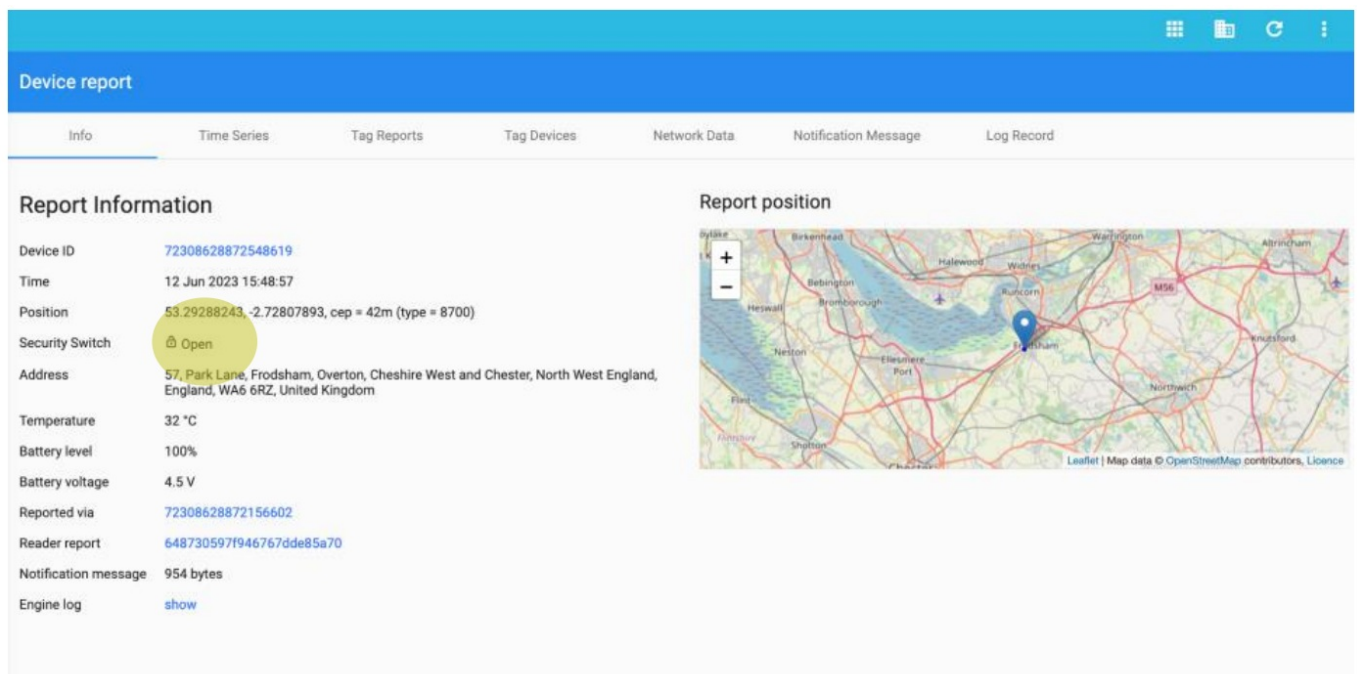 Device report
Info Time Series Tag Reports Tag Devices Network Data Notification Message Log Record
Report Information
Device ID 72308628872548619
Time 12 Jun 2023 15:48:57
Position 53.29288243, -2.72807893, cep = 42m (type = 8700)
Security Switch Open
Address 57, Park Lane, Frodsham, Overton, Cheshire West and Chester, North West England,
England, WA6 6RZ, United Kingdom
Temperature 32 °C
Battery level 100%
Battery voltage 4.5 V
Reported via 72308628872156602
Reader report 648730597f946767dde85a70
Notification message 954 bytes
Engine log show
Report position
+
−
Birkenhead
Warrington
Altrincham
Halewood
Widnes
Bebington
M56
Runcorn
Heswall
Bromborough
Knutsford
Neston
Ellesmere
Port
Northwich
Flint
Shotton
Chester
Leaflet | Map data © OpenStreetMap contributors, Licence